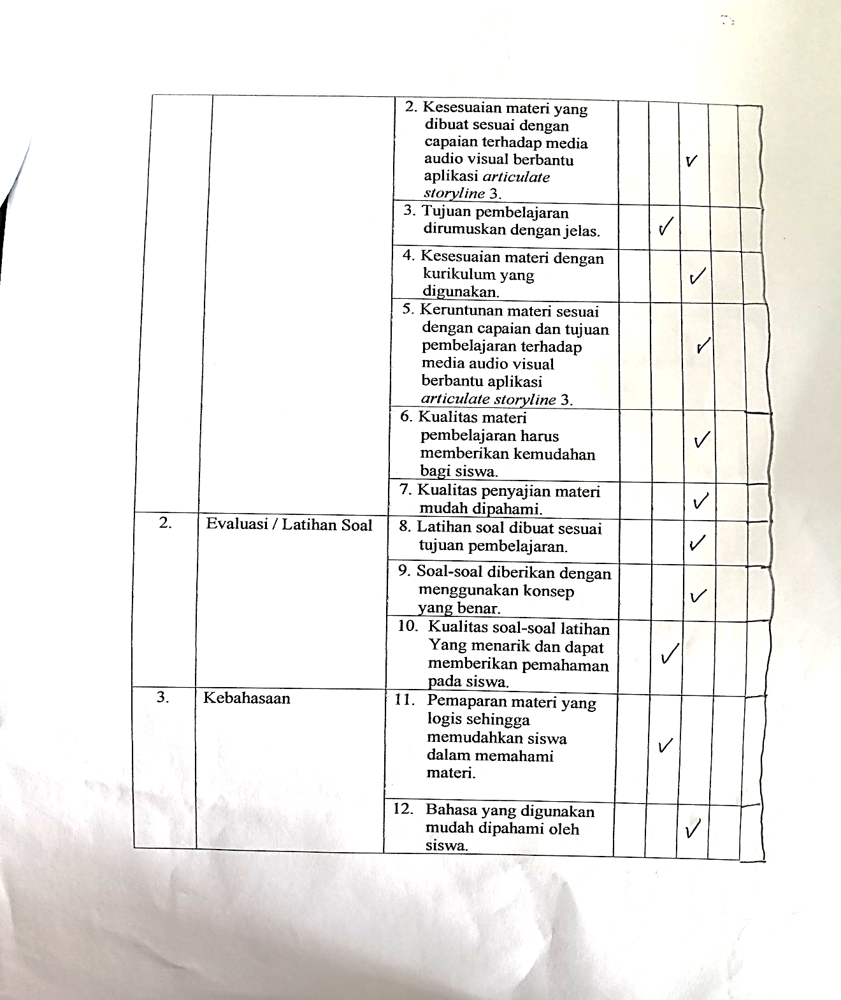 2. Kesesuaian materi yang
dibuat sesuai dengan
capaian terhadap media
audio visual berbantu
aplikasi articulate
storyline 3.
✓
3. Tujuan pembelajaran
dirumuskan dengan jelas.
✓
4. Kesesuaian materi dengan
kurikulum yang
digunakan.
✓
5. Keruntunan materi sesuai
dengan capaian dan tujuan
pembelajaran terhadap
media audio visual
berbantu aplikasi
articulate storyline 3.
✓
6. Kualitas materi
pembelajaran harus
memberikan kemudahan
bagi siswa.
✓
7. Kualitas penyajian materi
mudah dipahami.
✓
2. Evaluasi / Latihan Soal
8. Latihan soal dibuat sesuai
tujuan pembelajaran.
✓
9. Soal-soal diberikan dengan
menggunakan konsep
yang benar.
✓
10. Kualitas soal-soal latihan
Yang menarik dan dapat
memberikan pemahaman
pada siswa.
✓
3. Kebahasaan
11. Pemaparan materi yang
logis sehingga
memudahkan siswa
dalam memahami
materi.
✓
12. Bahasa yang digunakan
mudah dipahami oleh
siswa.
✓